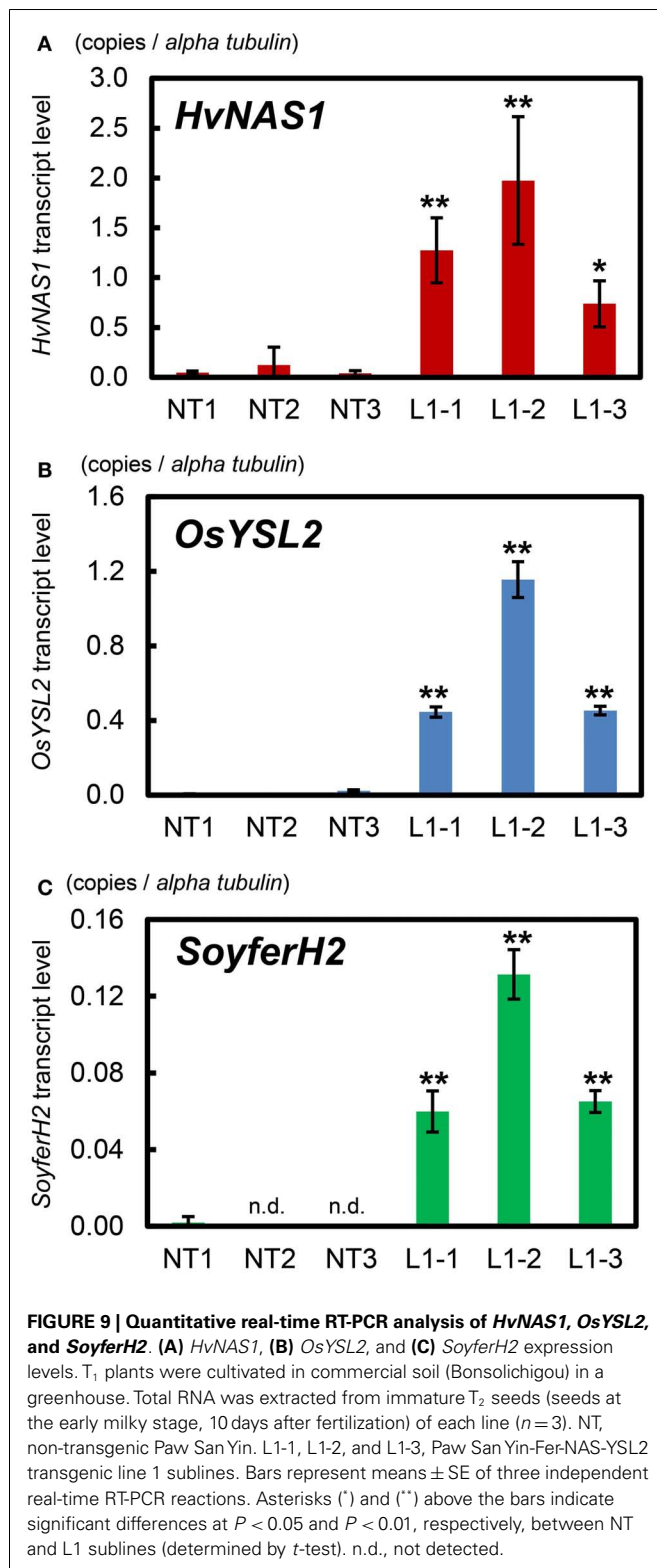 A (copies / alpha tubulin)
3.0
2.5
2.0
1.5
1.0
0.5
0.0
HvNAS1 transcript level
HvNAS1
**
**
*
NT1 NT2 NT3 L1-1 L1-2 L1-3
B (copies / alpha tubulin)
1.6
1.2
0.8
0.4
0.0
OsYSL2 transcript level
OsYSL2
**
**
**
NT1 NT2 NT3 L1-1 L1-2 L1-3
C (copies / alpha tubulin)
0.16
0.12
0.08
0.04
0.00
SoyferH2 transcript level
SoyferH2
**
**
**
n.d. n.d.
NT1 NT2 NT3 L1-1 L1-2 L1-3
FIGURE 9 | Quantitative real-time RT-PCR analysis of HvNAS1, OsYSL2,
and SoyferH2. (A) HvNAS1, (B) OsYSL2, and (C) SoyferH2 expression
levels. T₁ plants were cultivated in commercial soil (Bonsolichigou) in a
greenhouse. Total RNA was extracted from immature T₂ seeds (seeds at
the early milky stage, 10 days after fertilization) of each line (n = 3). NT,
non-transgenic Paw San Yin. L1-1, L1-2, and L1-3, Paw San Yin-Fer-NAS-YSL2
transgenic line 1 sublines. Bars represent means ± SE of three independent
real-time RT-PCR reactions. Asterisks (*) and (**) above the bars indicate
significant differences at P < 0.05 and P < 0.01, respectively, between NT
and L1 sublines (determined by t-test). n.d., not detected.